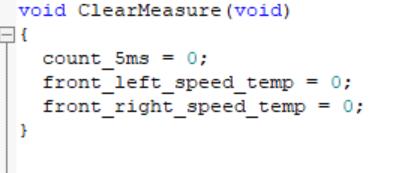 void ClearMeasure(void)
{
count_5ms = 0;
front_left_speed_temp = 0;
front_right_speed_temp = 0;
}